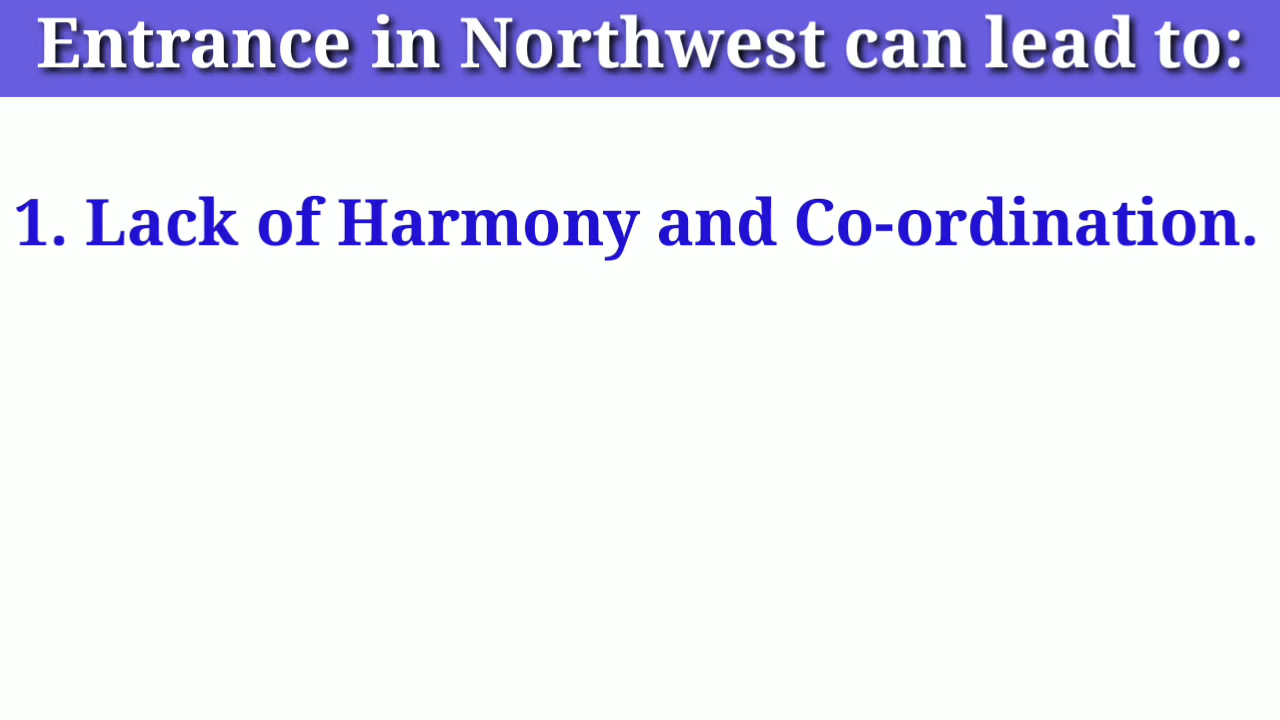 Entrance in Northwest can lead to:
1. Lack of Harmony and Co-ordination.